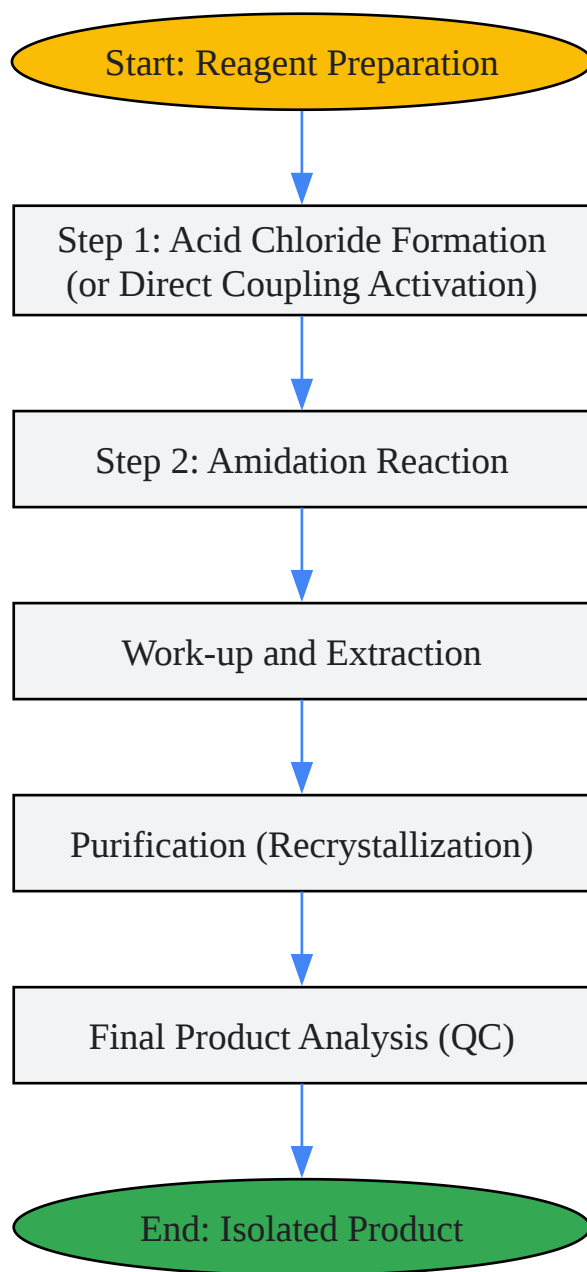 Start: Reagent Preparation
Step 1: Acid Chloride Formation
(or Direct Coupling Activation)
Step 2: Amidation Reaction
Work-up and Extraction
Purification (Recrystallization)
Final Product Analysis (QC)
End: Isolated Product